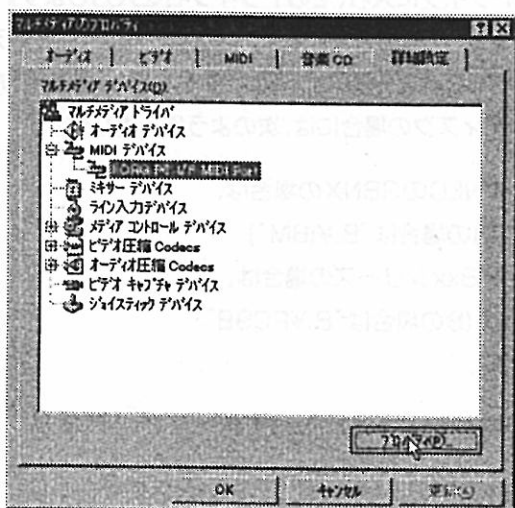 マルチメディアのプロパティ
オーディオ
ビデオ
MIDI
音楽 CD
詳細設定
マルチメディア デバイス(D)
マルチメディア ドライバ
オーディオ デバイス
MIDI デバイス
ミキサー デバイス
ライン入力デバイス
メディア コントロール デバイス
ビデオ圧縮 Codecs
オーディオ圧縮 Codecs
ビデオ キャプチャ デバイス
ジョイスティック デバイス
プロパティ(P)
OK
キャンセル